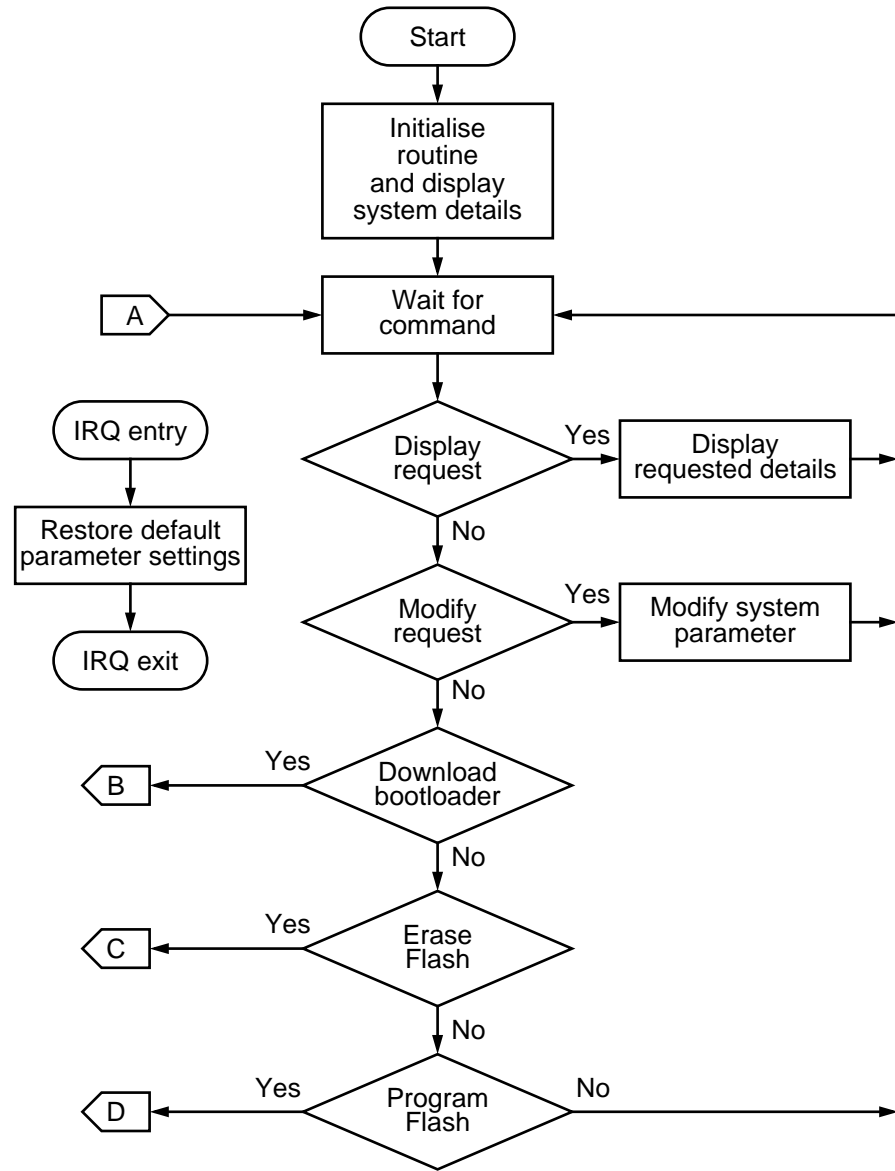 Start
Initialise
routine
and display
system details
A
Wait for
command
IRQ entry
Display
request
Yes
Display
requested details
No
Restore default
parameter settings
Modify
request
Yes
Modify system
parameter
IRQ exit
No
B
Yes
Download
bootloader
No
C
Yes
Erase
Flash
No
D
Yes
Program
Flash
No